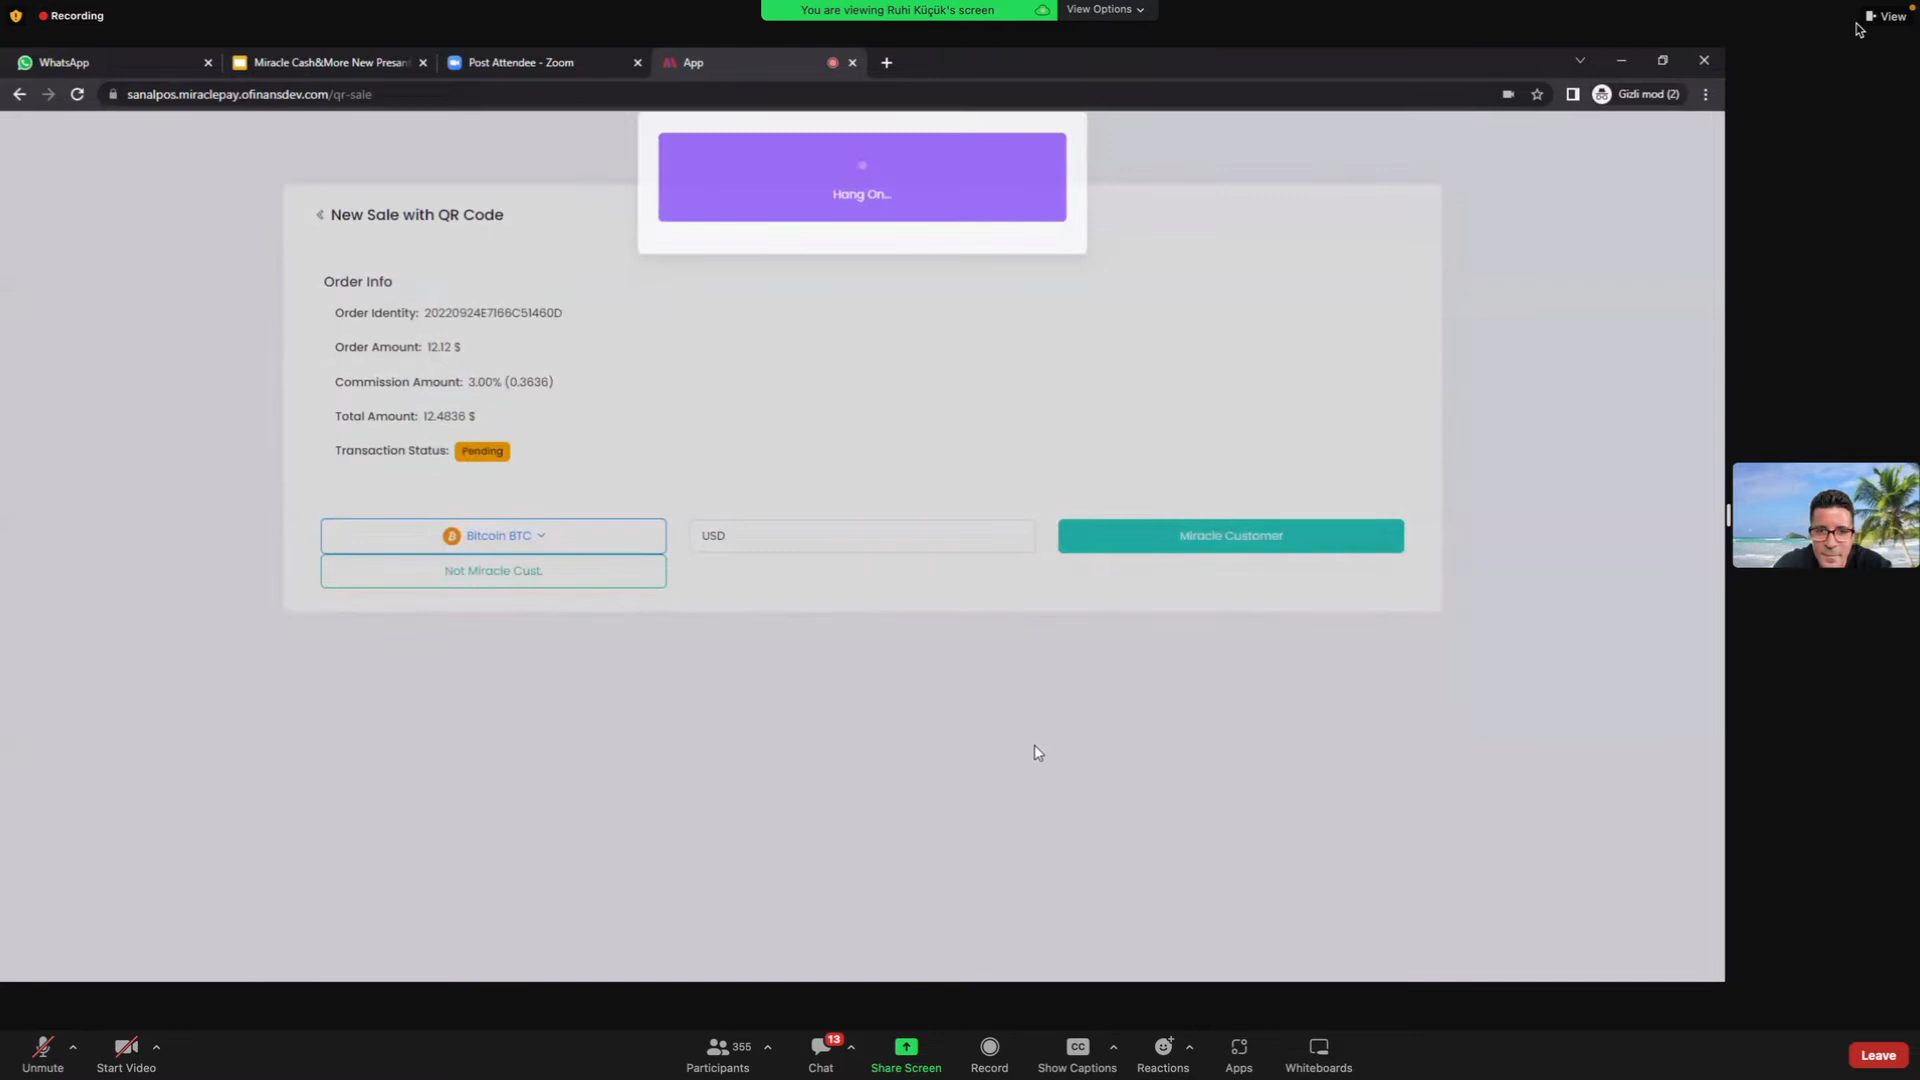 Recording
You are viewing Ruhi Küçük's screen
View Options
View
WhatsApp
Miracle Cash&More New Presan
Post Attendee - Zoom
App
sanalpos.miraclepay.ofinansdev.com/qr-sale
Gizli mod (2)
Hang On...
New Sale with QR Code
Order Info
Order Identity: 20220924E7166C51460D
Order Amount: 12.12 $
Commission Amount: 3.00% (0.3636)
Total Amount: 12.4836 $
Transaction Status: Pending
Bitcoin BTC
USD
Miracle Customer
Not Miracle Cust.
355
13
CC
Unmute
Start Video
Participants
Chat
Share Screen
Record
Show Captions
Reactions
Apps
Whiteboards
Leave